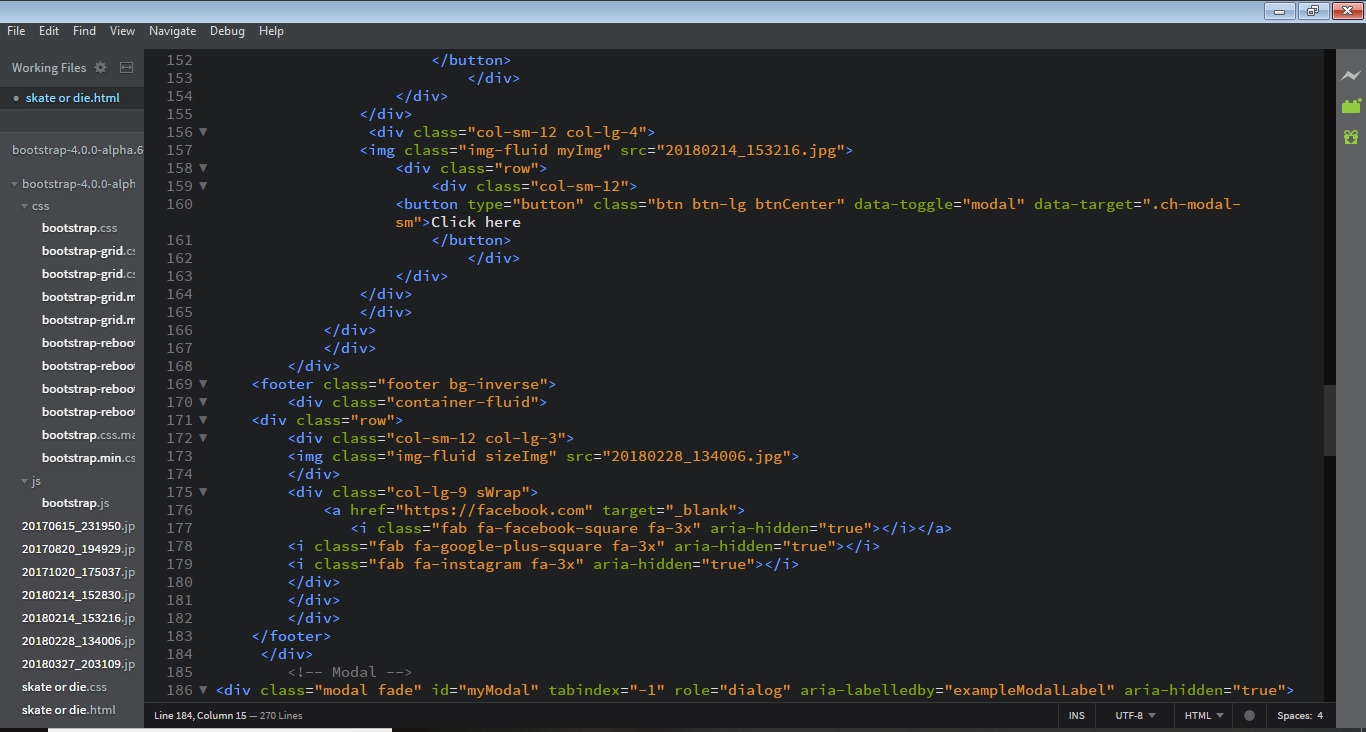 File Edit Find View Navigate Debug Help
Working Files
skate or die.html
bootstrap-4.0.0-alpha.6
bootstrap-4.0.0-alph
css
bootstrap.css
bootstrap-grid.cs
bootstrap-grid.cs
bootstrap-grid.m
bootstrap-grid.m
bootstrap-reboot
bootstrap-reboot
bootstrap-reboot
bootstrap-reboot
bootstrap.css.ma
bootstrap.min.cs
js
bootstrap.js
20170615_231950.jp
20170820_194929.jp
20171020_175037.jp
20180214_152830.jp
20180214_153216.jp
20180228_134006.jp
20180327_203109.jp
skate or die.css
skate or die.html
152 </button>
153 </div>
154 </div>
155 </div>
156 <div class="col-sm-12 col-lg-4">
157 <img class="img-fluid myImg" src="20180214_153216.jpg">
158 <div class="row">
159 <div class="col-sm-12">
160 <button type="button" class="btn btn-lg btnCenter" data-toggle="modal" data-target=".ch-modal-
sm">Click here
161 </button>
162 </div>
163 </div>
164 </div>
165 </div>
166 </div>
167 </div>
168 </div>
169 <footer class="footer bg-inverse">
170 <div class="container-fluid">
171 <div class="row">
172 <div class="col-sm-12 col-lg-3">
173 <img class="img-fluid sizeImg" src="20180228_134006.jpg">
174 </div>
175 <div class="col-lg-9 sWrap">
176 <a href="https://facebook.com" target="_blank">
177 <i class="fab fa-facebook-square fa-3x" aria-hidden="true"></i></a>
178 <i class="fab fa-google-plus-square fa-3x" aria-hidden="true"></i>
179 <i class="fab fa-instagram fa-3x" aria-hidden="true"></i>
180 </div>
181 </div>
182 </div>
183 </footer>
184 </div>
185 <!-- Modal -->
186 <div class="modal fade" id="myModal" tabindex="-1" role="dialog" aria-labelledby="exampleModalLabel" aria-hidden="true">
Line 184, Column 15 — 270 Lines
INS UTF-8 HTML Spaces: 4